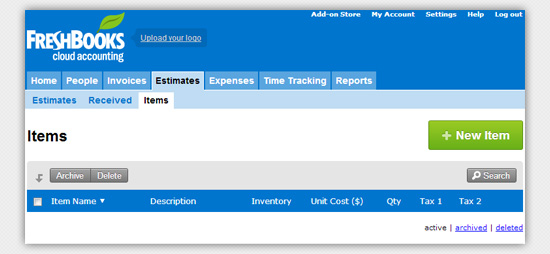 Add-on Store My Account Settings Help Log out
FRESHBOOKS
cloud accounting
Upload your logo
Home People Invoices Estimates Expenses Time Tracking Reports
Estimates Received Items
Items
+ New Item
Archive Delete Search
Item Name ▼ Description Inventory Unit Cost ($) Qty Tax 1 Tax 2
active | archived | deleted